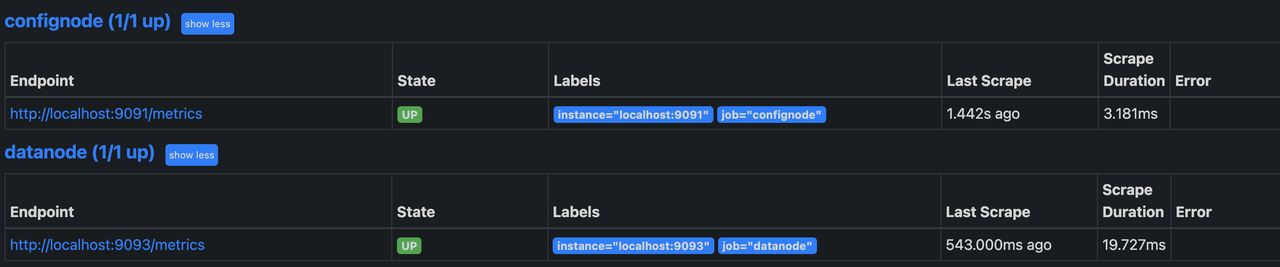 confignode (1/1 up) show less
Endpoint State Labels Last Scrape Scrape Duration Error
http://localhost:9091/metrics UP instance="localhost:9091" job="confignode" 1.442s ago 3.181ms
datanode (1/1 up) show less
Endpoint State Labels Last Scrape Scrape Duration Error
http://localhost:9093/metrics UP instance="localhost:9093" job="datanode" 543.000ms ago 19.727ms